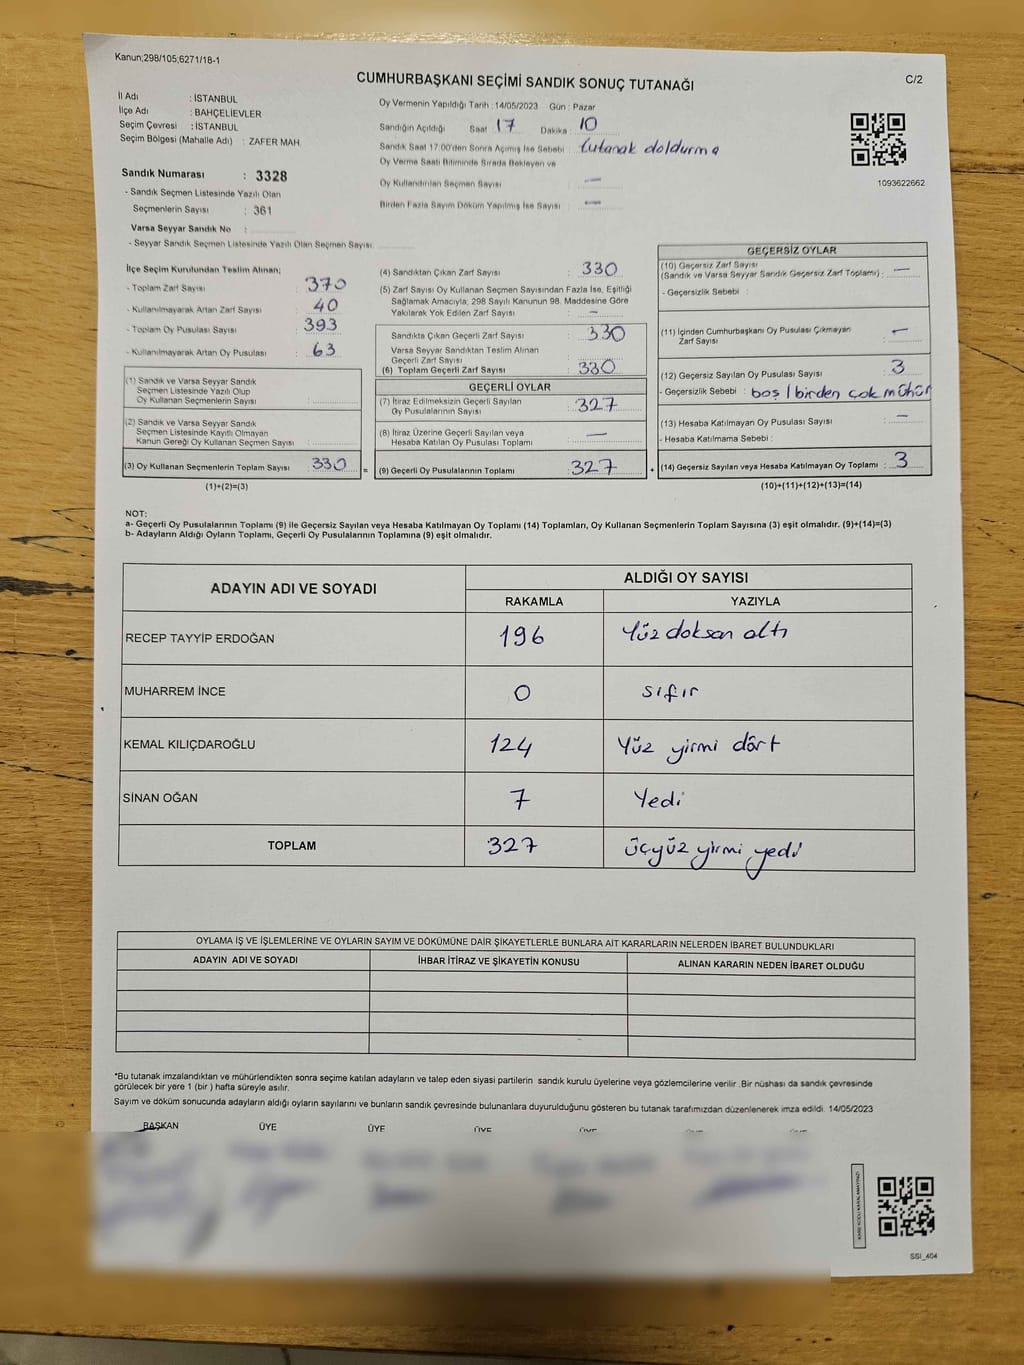 Kanun;298/105;6271/18-1
CUMHURBAŞKANI SEÇİMİ SANDIK SONUÇ TUTANAĞI
C/2
İl Adı : İSTANBUL
İlçe Adı : BAHÇELİEVLER
Seçim Çevresi : İSTANBUL
Seçim Bölgesi (Mahalle Adı) : ZAFER MAH.
Oy Vermenin Yapıldığı Tarih : 14/05/2023 Gün : Pazar
Sandığın Açıldığı Saat 17 Dakika : 10
Sandık Saat 17:00'den Sonra Açımış İse Sebebi : tutanak doldurma
Oy Verme Saati Bitiminde Sırada Bekleyen ve
Oy Kullandırılan Seçmen Sayısı : —
Birden Fazla Sayım Döküm Yapılmış İse Sayısı : —
1093622662
Sandık Numarası : 3328
- Sandık Seçmen Listesinde Yazılı Olan
Seçmenlerin Sayısı : 361
Varsa Seyyar Sandık No :
- Seyyar Sandık Seçmen Listesinde Yazılı Olan Seçmen Sayısı:
İlçe Seçim Kurulundan Teslim Alınan;
- Toplam Zarf Sayısı : 370
- Kullanılmayarak Artan Zarf Sayısı : 40
- Toplam Oy Pusulası Sayısı : 393
- Kullanılmayarak Artan Oy Pusulası : 63
(1) Sandık ve Varsa Seyyar Sandık
Seçmen Listesinde Yazılı Olup
Oy Kullanan Seçmenlerin Sayısı :
(2) Sandık ve Varsa Seyyar Sandık
Seçmen Listesinde Kayıtlı Olmayan
Kanun Gereği Oy Kullanan Seçmen Sayısı :
(3) Oy Kullanan Seçmenlerin Toplam Sayısı : 330 =
(1)+(2)=(3)
(4) Sandıktan Çıkan Zarf Sayısı : 330
(5) Zarf Sayısı Oy Kullanan Seçmen Sayısından Fazla İse, Eşitliği
Sağlamak Amacıyla; 298 Sayılı Kanunun 98. Maddesine Göre
Yakılarak Yok Edilen Zarf Sayısı : —
Sandıkta Çıkan Geçerli Zarf Sayısı : 330
Varsa Seyyar Sandıktan Teslim Alınan
Geçerli Zarf Sayısı :
(6) Toplam Geçerli Zarf Sayısı : 330
GEÇERLİ OYLAR
(7) İtiraz Edilmeksizin Geçerli Sayılan
Oy Pusulalarının Sayısı : 327
(8) İtiraz Üzerine Geçerli Sayılan veya
Hesaba Katılan Oy Pusulası Toplamı : —
(9) Geçerli Oy Pusulalarının Toplamı : 327 +
GEÇERSİZ OYLAR
(10) Geçersiz Zarf Sayısı
(Sandık ve Varsa Seyyar Sandık Geçersiz Zarf Toplamı) : —
- Geçersizlik Sebebi :
(11) İçinden Cumhurbaşkanı Oy Pusulası Çıkmayan
Zarf Sayısı : —
(12) Geçersiz Sayılan Oy Pusulası Sayısı : 3
- Geçersizlik Sebebi : boş / birden çok mühür
(13) Hesaba Katılmayan Oy Pusulası Sayısı : —
- Hesaba Katılmama Sebebi :
(14) Geçersiz Sayılan veya Hesaba Katılmayan Oy Toplamı : 3
(10)+(11)+(12)+(13)=(14)
NOT:
a- Geçerli Oy Pusulalarının Toplamı (9) ile Geçersiz Sayılan veya Hesaba Katılmayan Oy Toplamı (14) Toplamları, Oy Kullanan Seçmenlerin Toplam Sayısına (3) eşit olmalıdır. (9)+(14)=(3)
b- Adayların Aldığı Oyların Toplamı, Geçerli Oy Pusulalarının Toplamına (9) eşit olmalıdır.
ADAYIN ADI VE SOYADI
ALDIĞI OY SAYISI
RAKAMLA YAZIYLA
RECEP TAYYİP ERDOĞAN 196 Yüz doksan altı
MUHARREM İNCE 0 sıfır
KEMAL KILIÇDAROĞLU 124 Yüz yirmi dört
SİNAN OĞAN 7 Yedi
TOPLAM 327 üçyüz yirmi yedi
OYLAMA İŞ VE İŞLEMLERİNE VE OYLARIN SAYIM VE DÖKÜMÜNE DAİR ŞİKAYETLERLE BUNLARA AİT KARARLARIN NELERDEN İBARET BULUNDUKLARI
ADAYIN ADI VE SOYADI İHBAR İTİRAZ VE ŞİKAYETİN KONUSU ALINAN KARARIN NEDEN İBARET OLDUĞU
*Bu tutanak imzalandıktan ve mühürlendikten sonra seçime katılan adayların ve talep eden siyasi partilerin sandık kurulu üyelerine veya gözlemcilerine verilir. Bir nüshası da sandık çevresinde
görülecek bir yere 1 (bir) hafta süreyle asılır.
Sayım ve döküm sonucunda adayların aldığı oyların sayılarını ve bunların sandık çevresinde bulunanlara duyurulduğunu gösteren bu tutanak tarafımızdan düzenlenerek imza edildi. 14/05/2023
BAŞKAN ÜYE ÜYE ÜYE
KARE KODU KARALAMAYINIZ!
SSİ_404